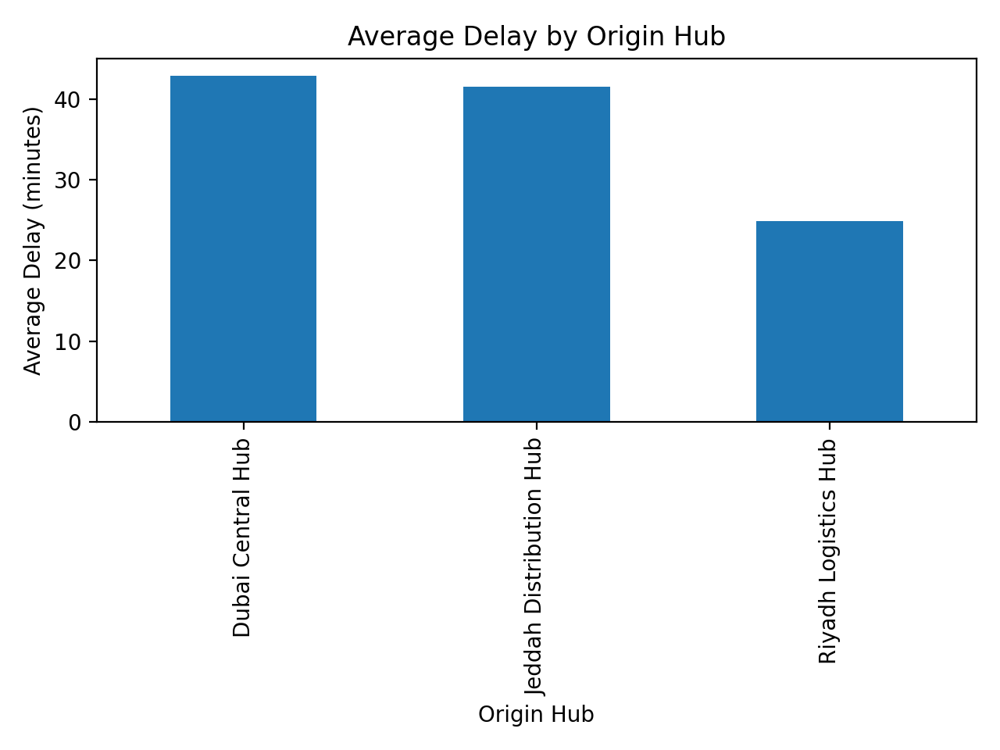 Average Delay by Origin Hub
Average Delay (minutes)
40
30
20
10
0
Dubai Central Hub
Jeddah Distribution Hub
Riyadh Logistics Hub
Origin Hub